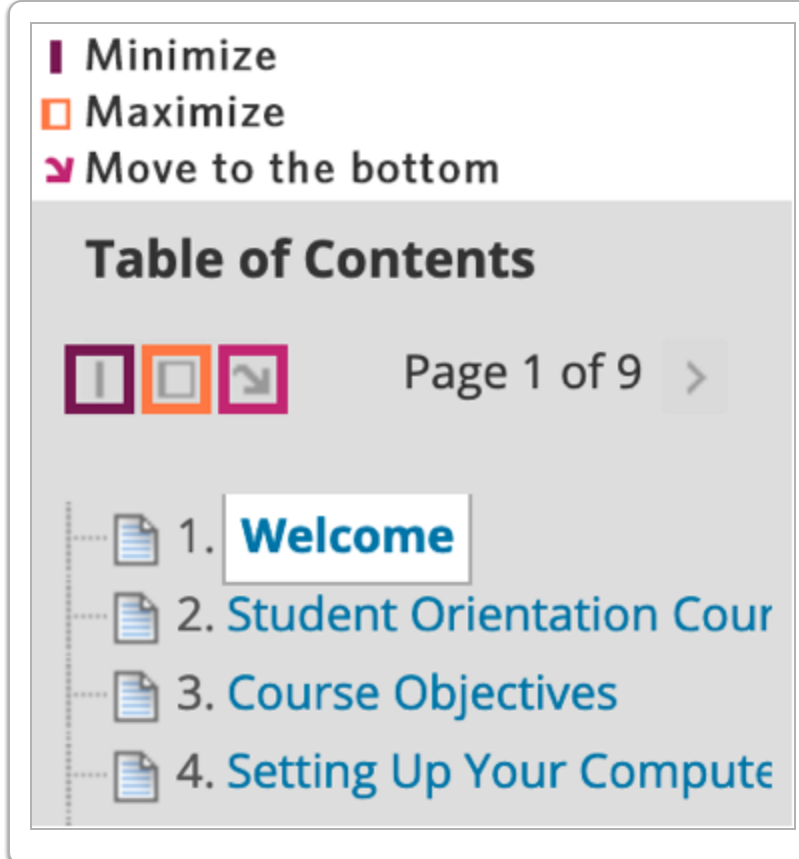 Minimize
Maximize
Move to the bottom
Table of Contents
Page 1 of 9
1. Welcome
2. Student Orientation Cour
3. Course Objectives
4. Setting Up Your Compute